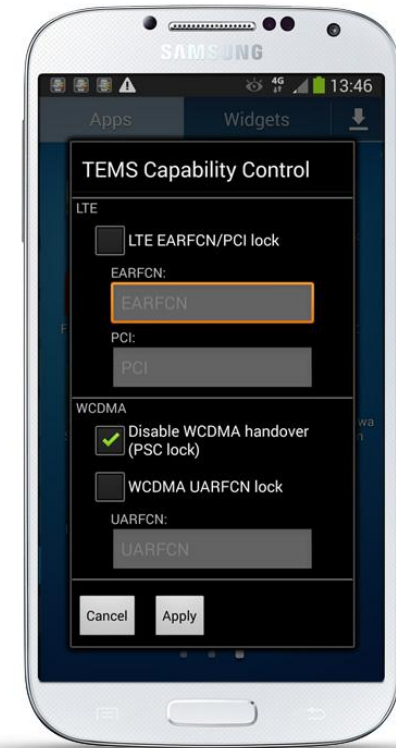 SAMSUNG
4G 13:46
Apps Widgets
TEMS Capability Control
LTE
LTE EARFCN/PCI lock
EARFCN:
EARFCN
PCI:
PCI
WCDMA
Disable WCDMA handover
(PSC lock)
WCDMA UARFCN lock
UARFCN:
UARFCN
Cancel Apply